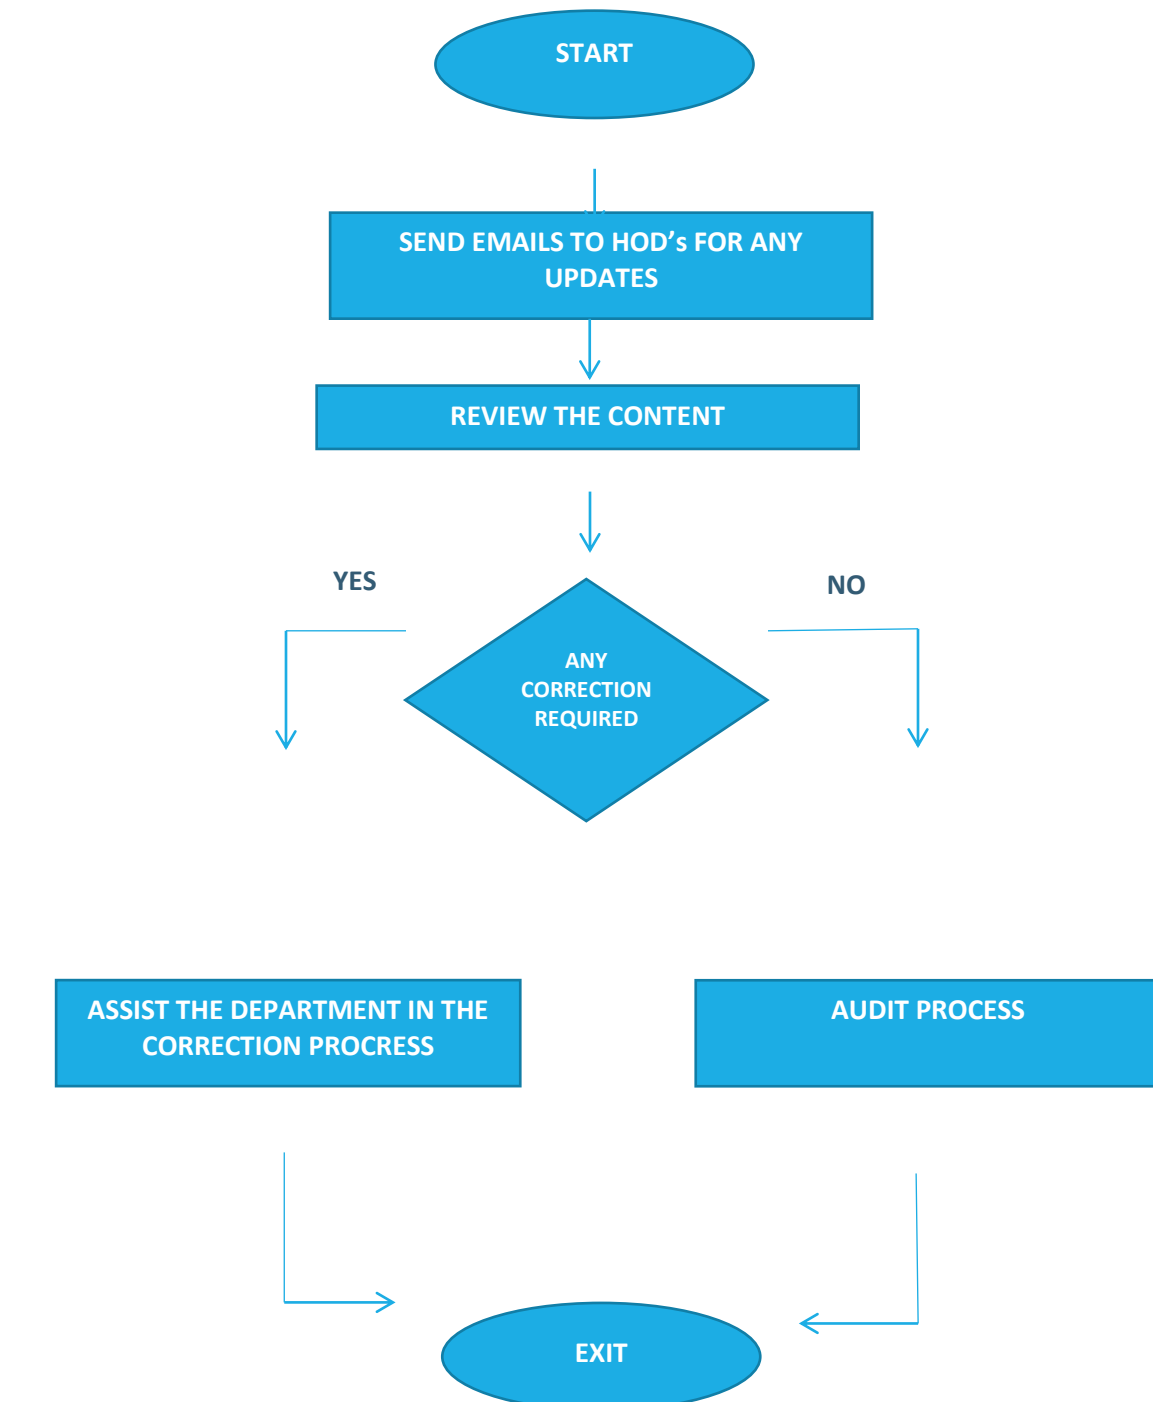 START
SEND EMAILS TO HOD’s FOR ANY
UPDATES
REVIEW THE CONTENT
YES
NO
ANY
CORRECTION
REQUIRED
ASSIST THE DEPARTMENT IN THE
CORRECTION PROCRESS
AUDIT PROCESS
EXIT